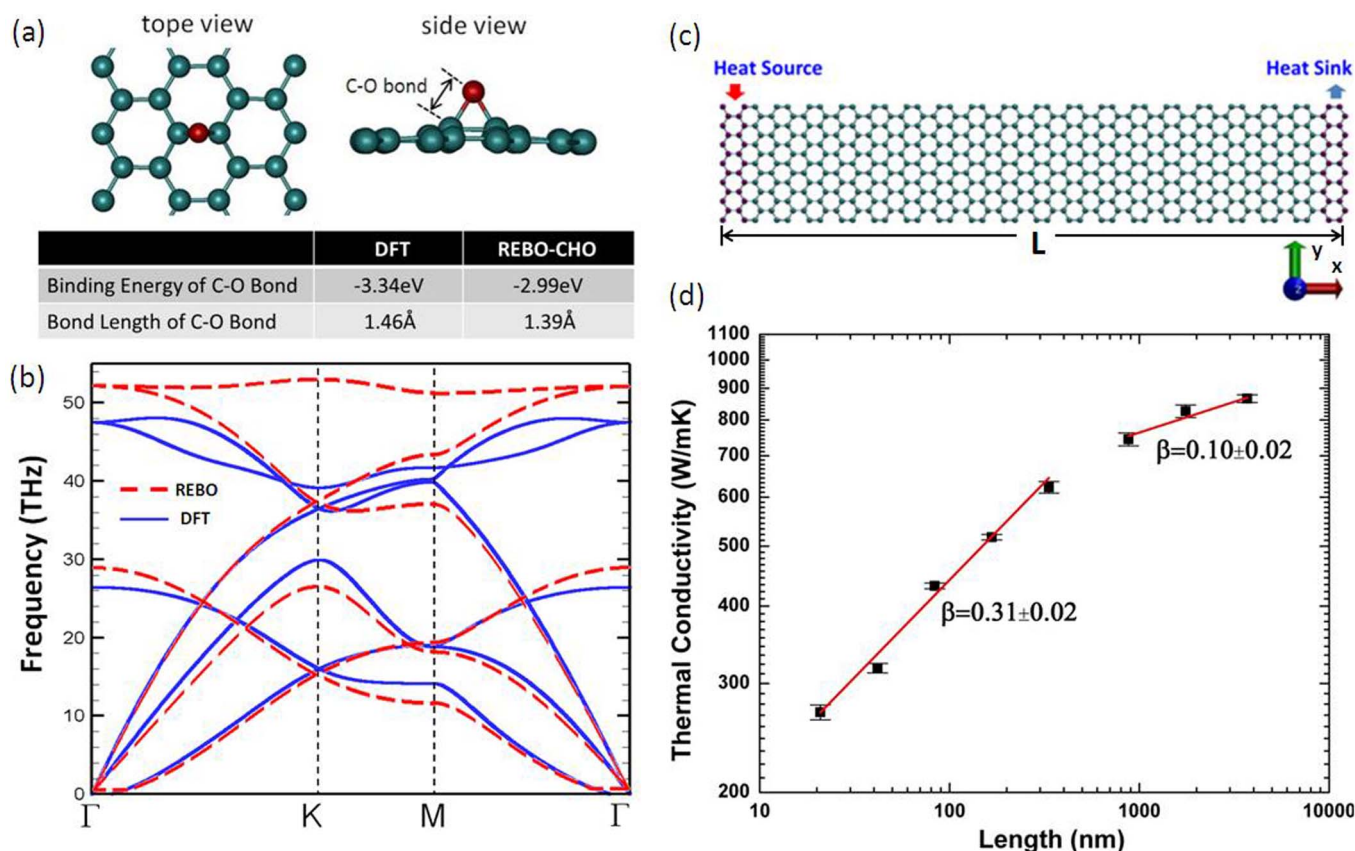 (a)
tope view
side view
C-O bond
DFT REBO-CHO
Binding Energy of C-O Bond -3.34eV -2.99eV
Bond Length of C-O Bond 1.46Å 1.39Å
(b)
Frequency (THz)
50
40
30
20
10
0
REBO
DFT
Γ K M Γ
(c)
Heat Source
Heat Sink
L
y
x
z
(d)
Thermal Conductivity (W/mK)
1100
1000
900
800
700
600
500
400
300
200
β=0.10±0.02
β=0.31±0.02
10 100 1000 10000
Length (nm)